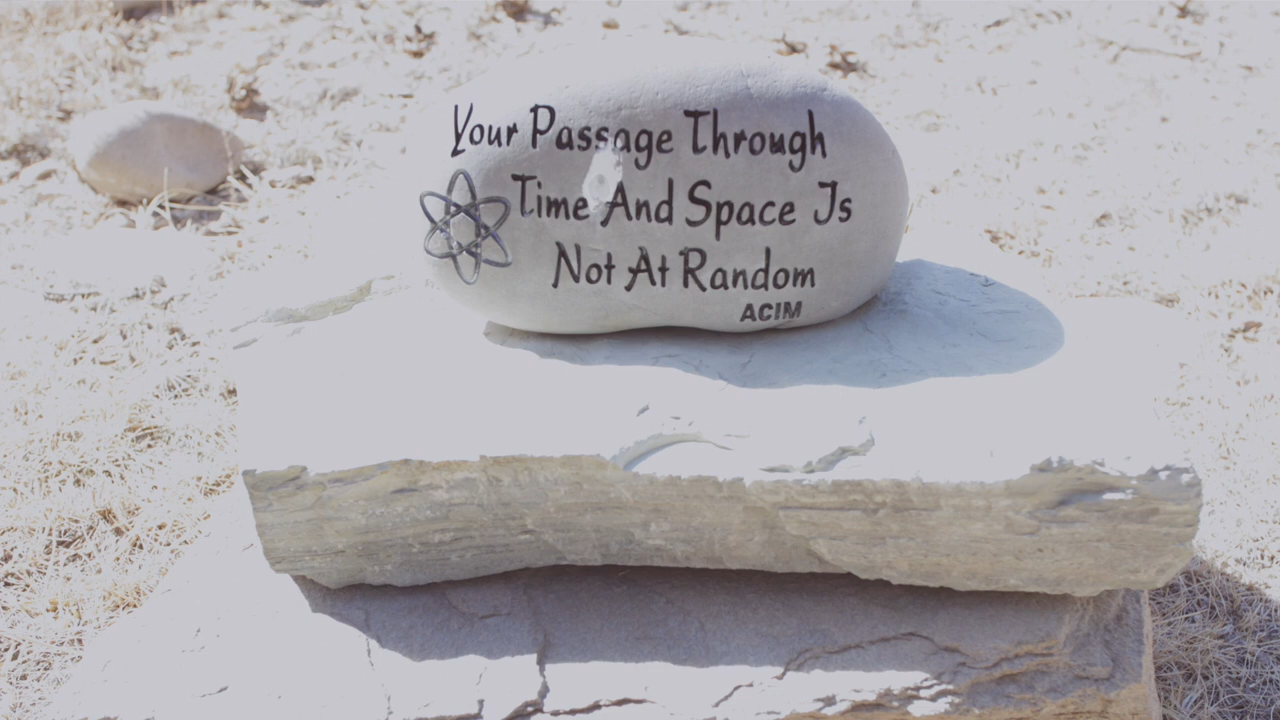 Your Passage Through
Time And Space Is
Not At Random
ACIM